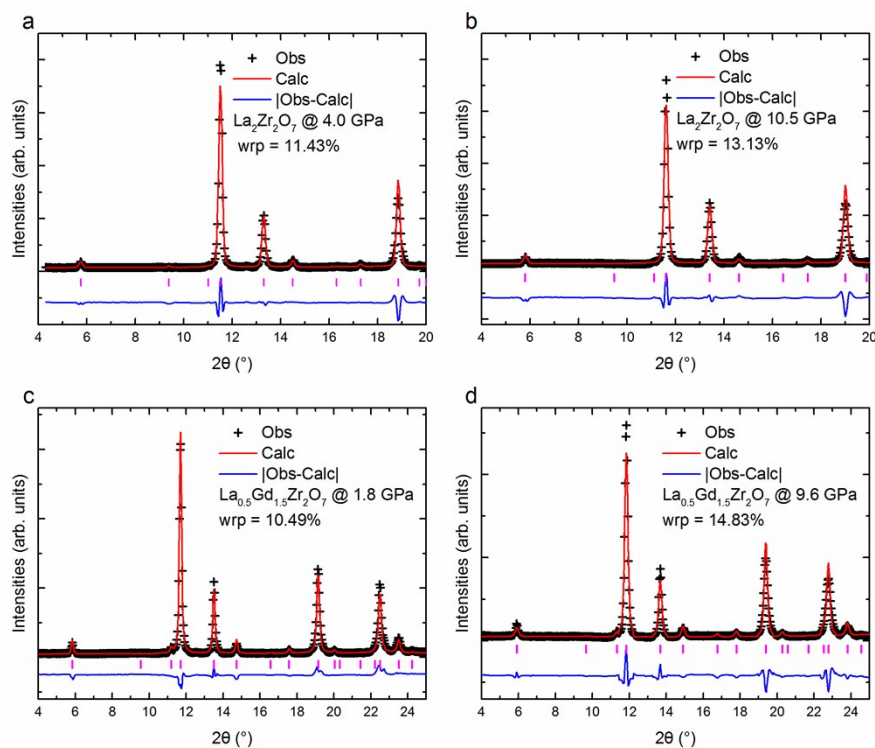 a
+ Obs
Calc
|Obs-Calc|
La₂Zr₂O₇ @ 4.0 GPa
wrp = 11.43%
Intensities (arb. units)
4 6 8 10 12 14 16 18 20
2θ (°)
b
+ Obs
Calc
|Obs-Calc|
La₂Zr₂O₇ @ 10.5 GPa
wrp = 13.13%
Intensities (arb. units)
4 6 8 10 12 14 16 18 20
2θ (°)
c
+ Obs
Calc
|Obs-Calc|
La₀.₅Gd₁.₅Zr₂O₇ @ 1.8 GPa
wrp = 10.49%
Intensities (arb. units)
4 6 8 10 12 14 16 18 20 22 24
2θ (°)
d
+ Obs
Calc
|Obs-Calc|
La₀.₅Gd₁.₅Zr₂O₇ @ 9.6 GPa
wrp = 14.83%
Intensities (arb. units)
4 6 8 10 12 14 16 18 20 22 24
2θ (°)